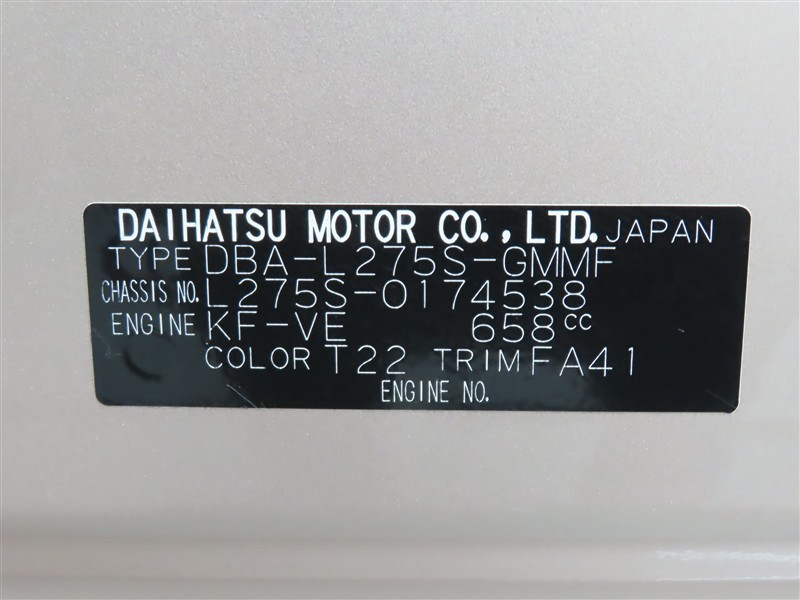 DAIHATSU MOTOR CO., LTD. JAPAN
TYPE DBA-L275S-GMMF
CHASSIS NO. L275S-0174538
ENGINE KF-VE 658cc
COLOR T22 TRIM FA41
ENGINE NO.